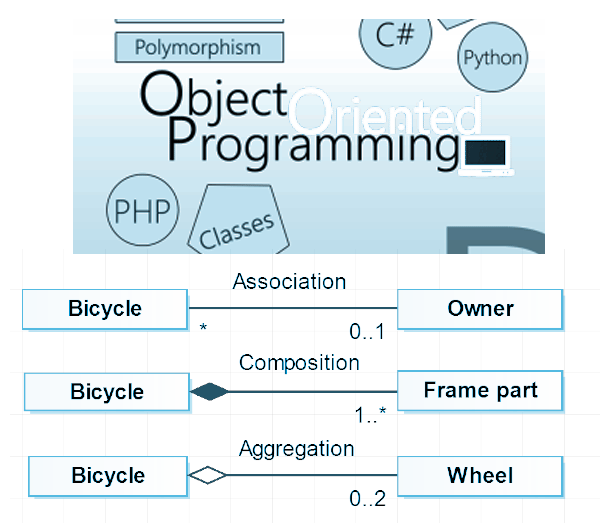 Polymorphism
C#
Python
Object Oriented
Programming
PHP
Classes
Association
Bicycle
Owner
*
0..1
Composition
Bicycle
Frame part
1..*
Aggregation
Bicycle
Wheel
0..2